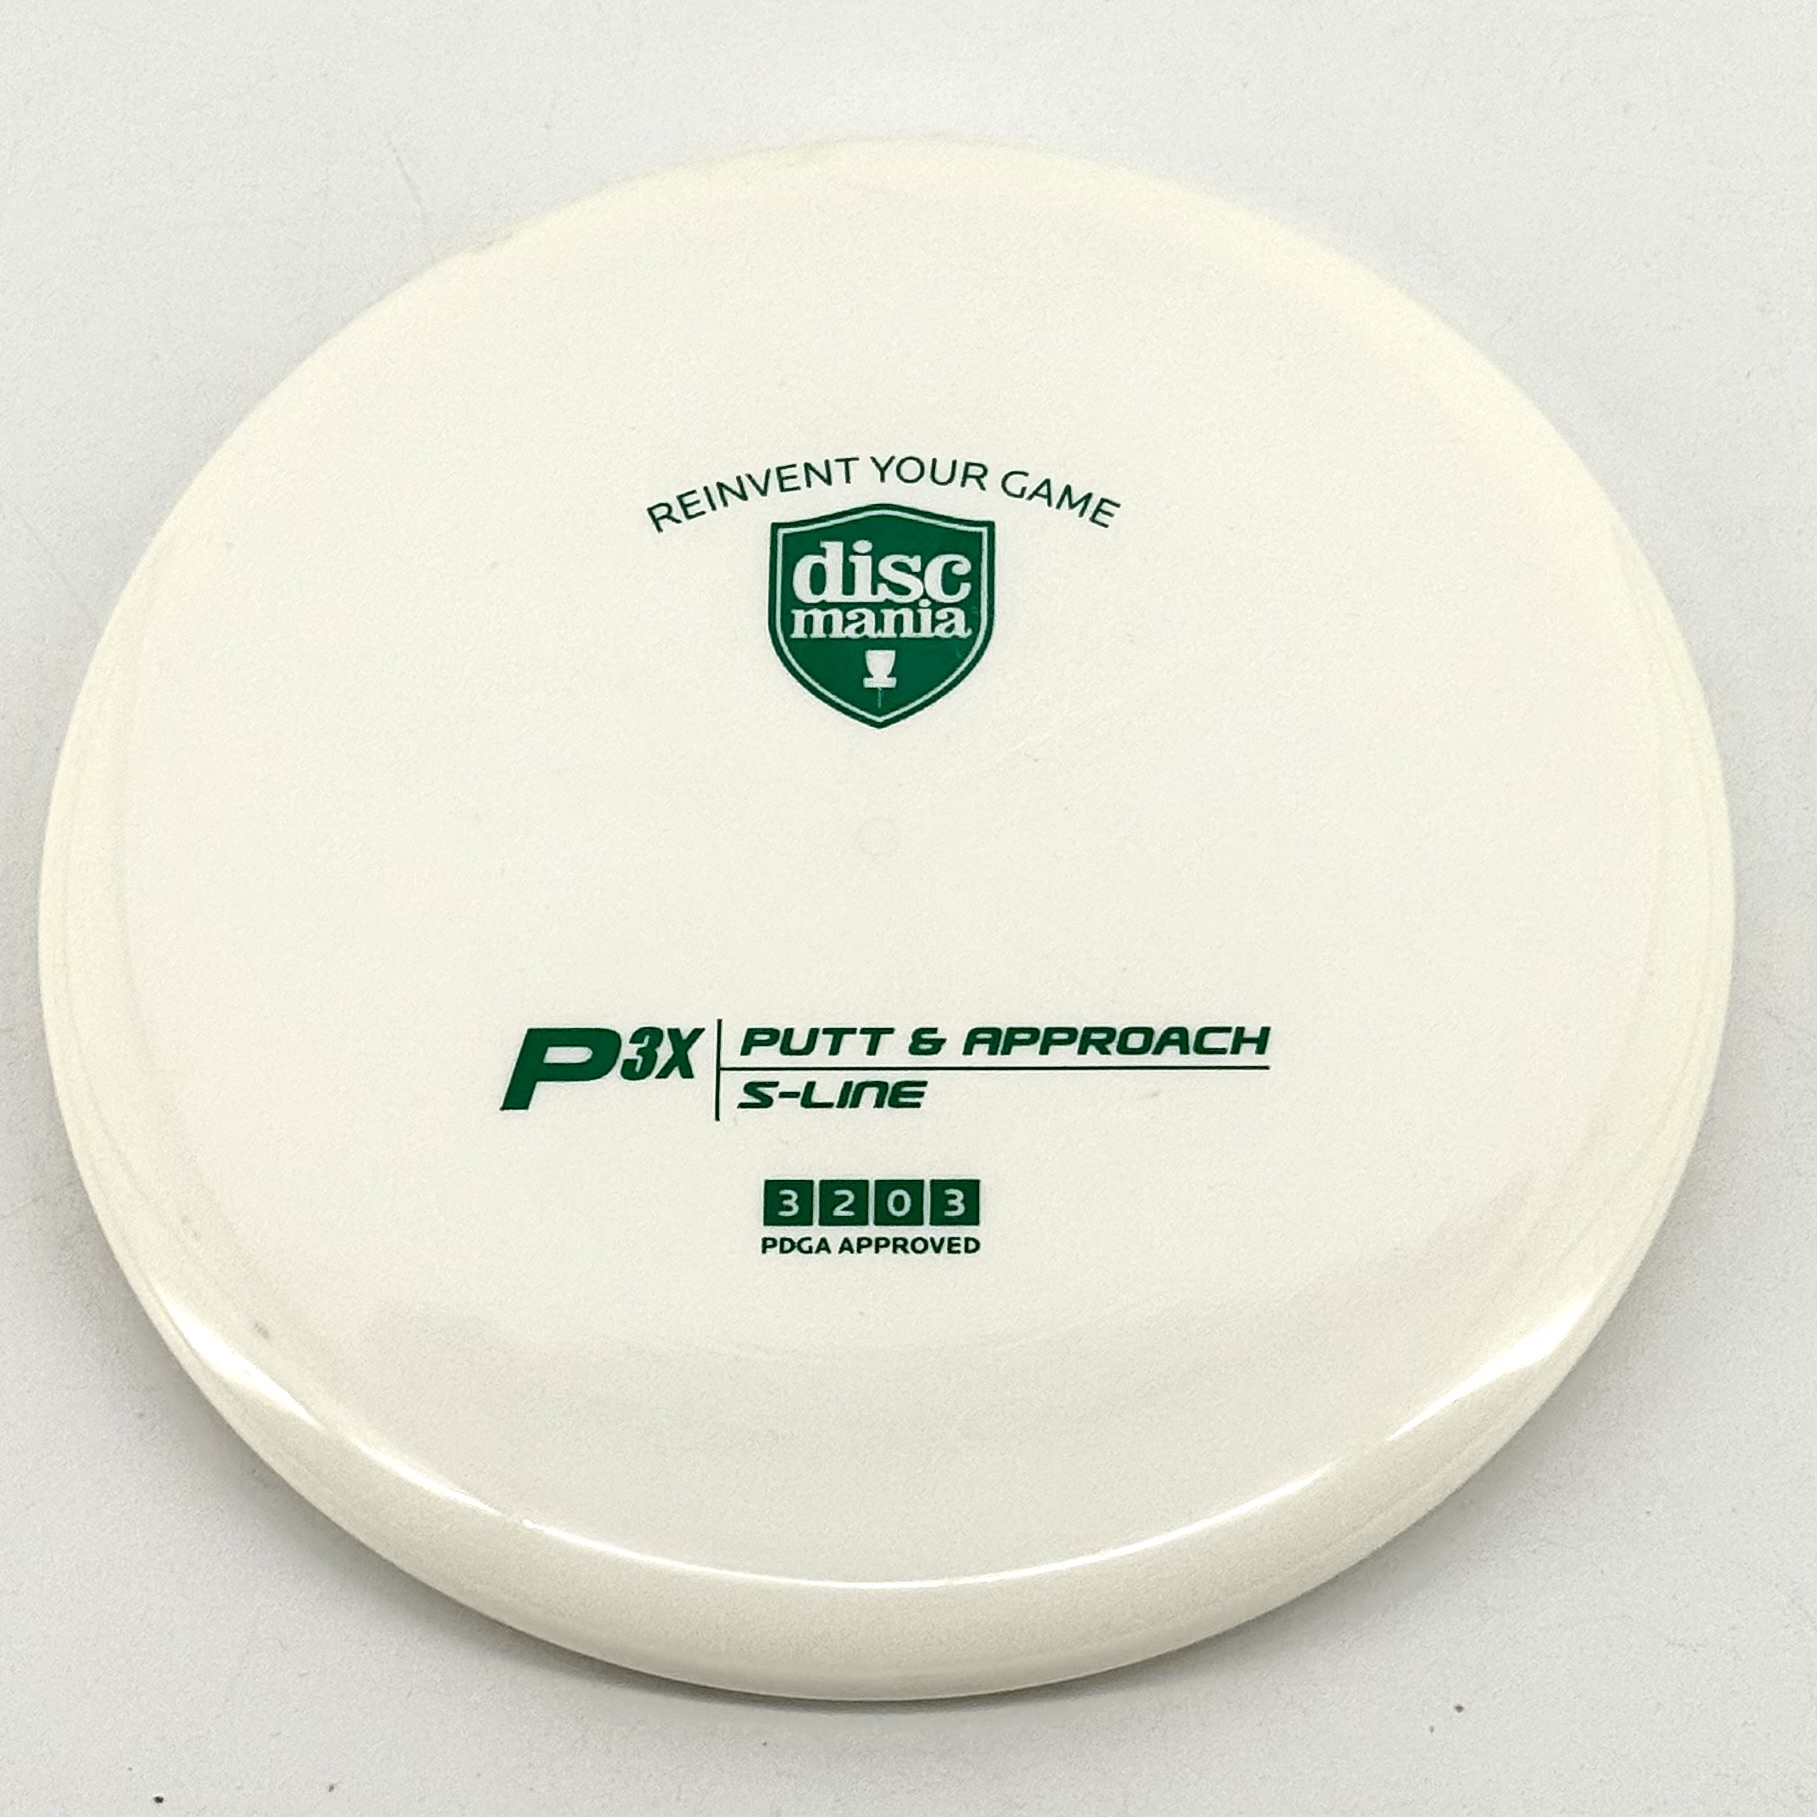 REINVENT YOUR GAME
disc
mania
P3X
PUTT & APPROACH
S-LINE
3 2 0 3
PDGA APPROVED